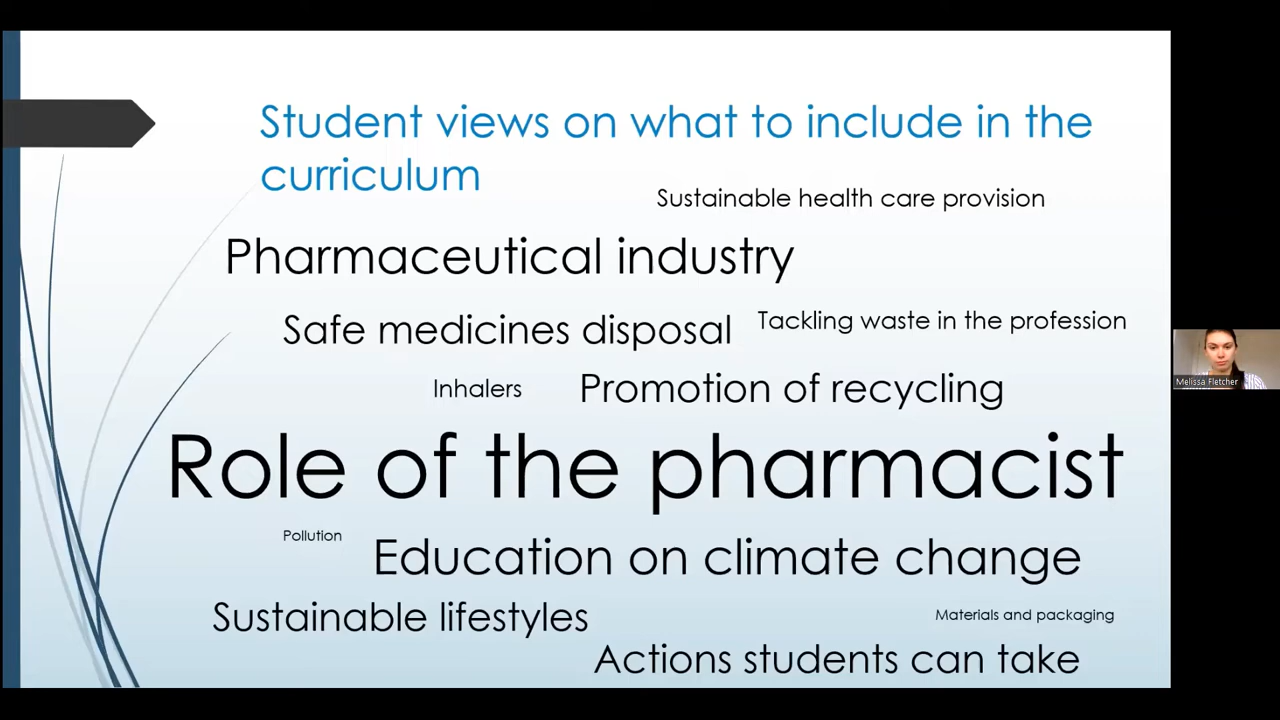 Student views on what to include in the
curriculum
Sustainable health care provision
Pharmaceutical industry
Safe medicines disposal
Tackling waste in the profession
Inhalers
Promotion of recycling
Role of the pharmacist
Pollution
Education on climate change
Sustainable lifestyles
Materials and packaging
Actions students can take
Melissa Fletcher